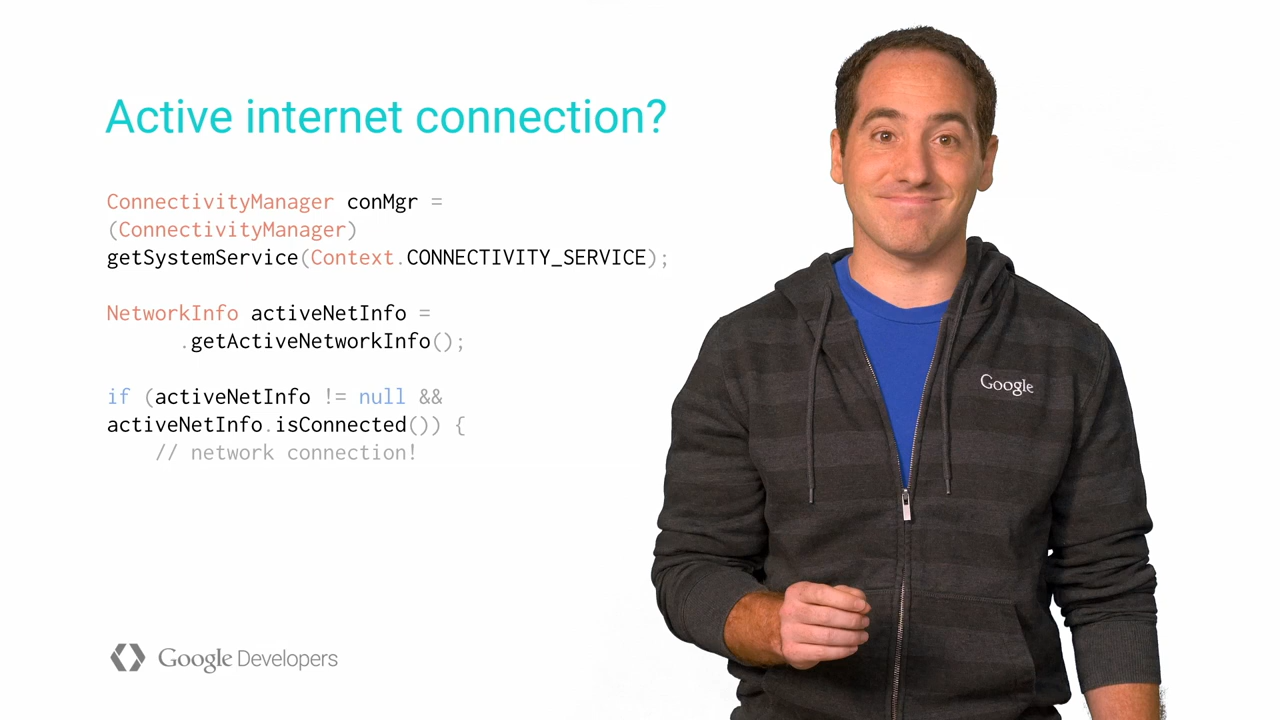 Active internet connection?
ConnectivityManager conMgr =
(ConnectivityManager)
getSystemService(Context.CONNECTIVITY_SERVICE);
NetworkInfo activeNetInfo =
.getActiveNetworkInfo();
if (activeNetInfo != null &&
activeNetInfo.isConnected()) {
// network connection!
Google
Google Developers